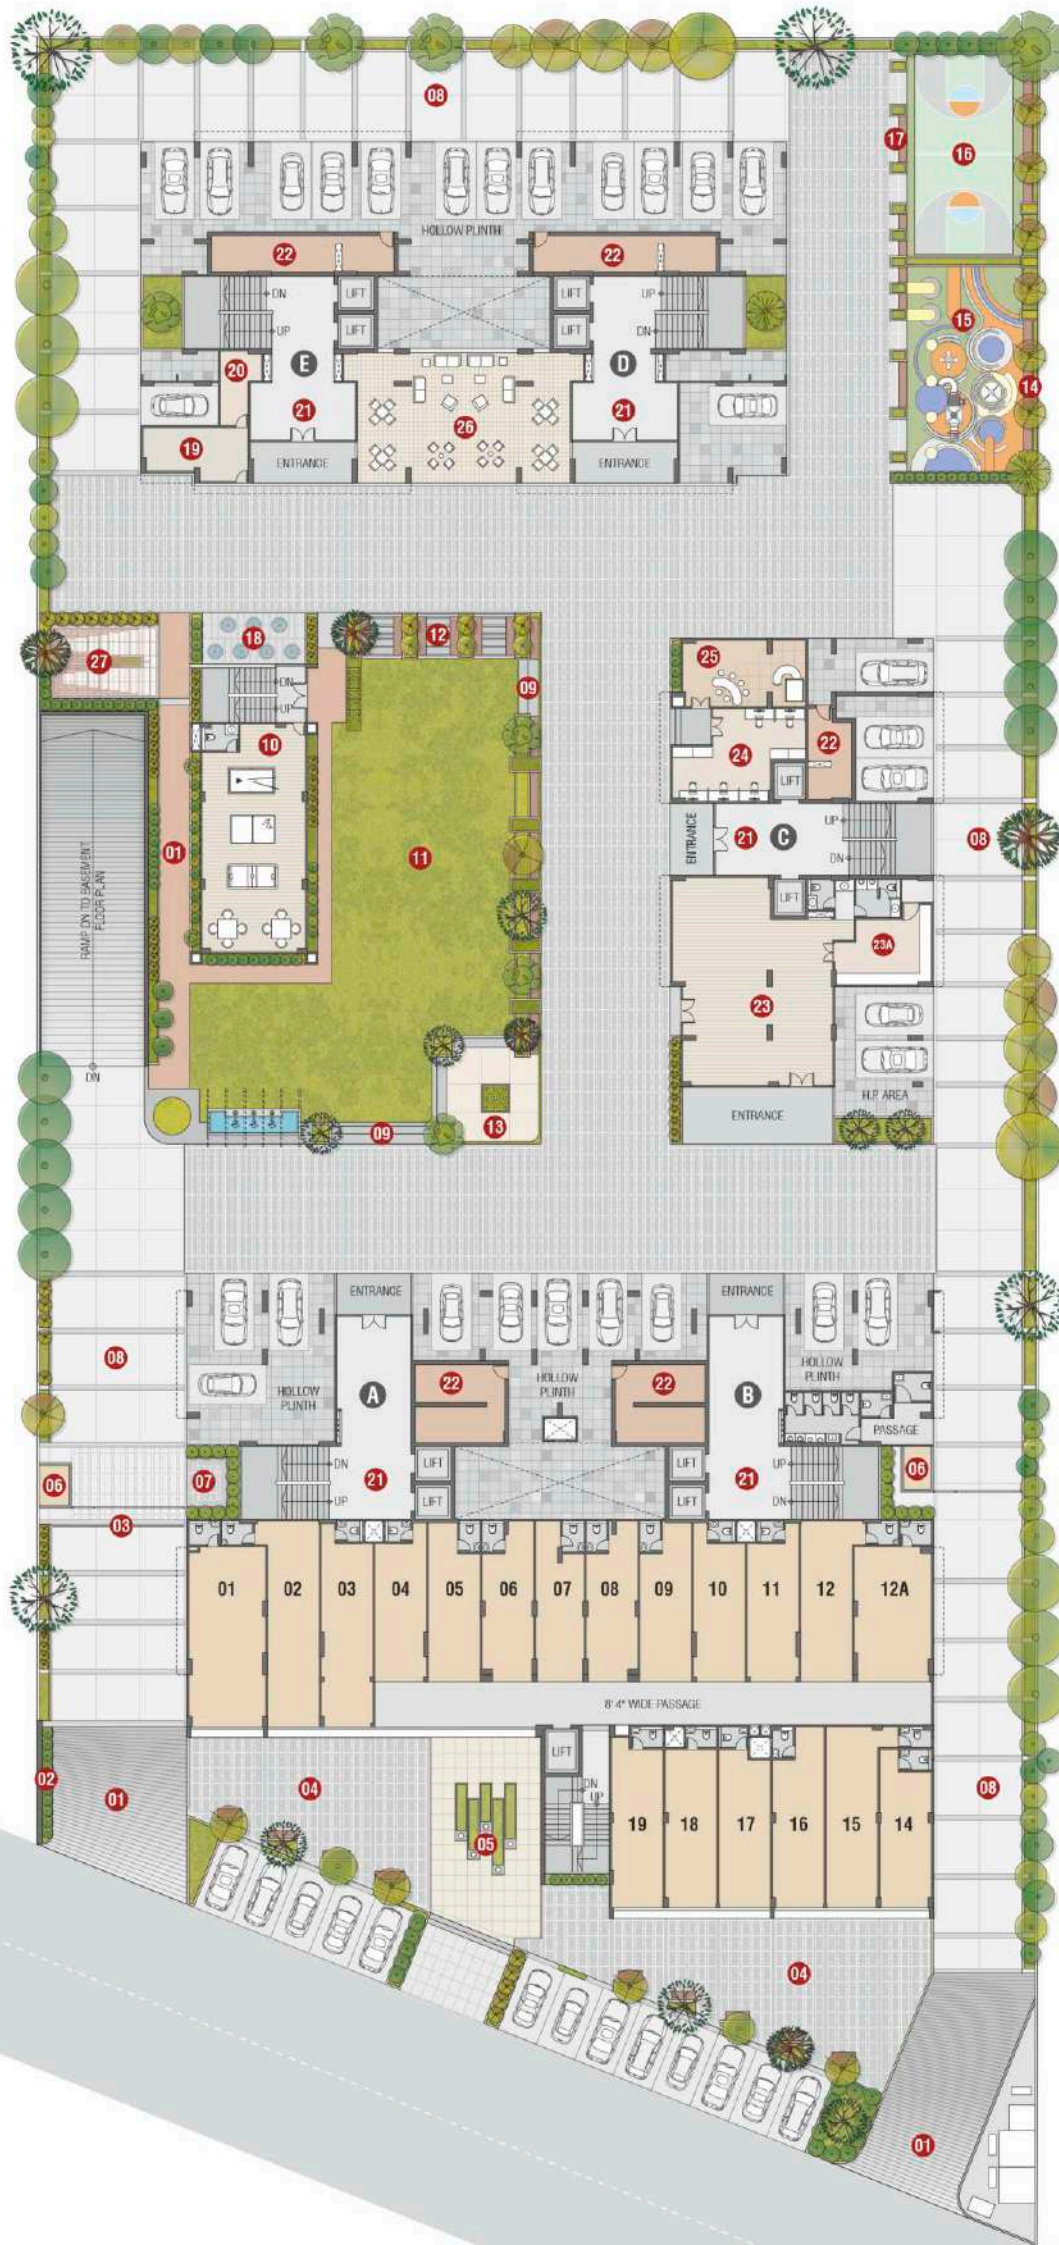 08
17
16
HOLLOW PLINTH
22
22
DN
LIFT
LIFT
UP
UP
LIFT
LIFT
DN
15
E
D
20
14
21
26
21
19
ENTRANCE
ENTRANCE
18
12
27
25
09
DN
UP
10
24
22
LIFT
RAMP DN TO BASEMENT
FLOOR PLAN
01
11
ENTRANCE
21
C
UP
DN
08
LIFT
23A
23
DN
H.P. AREA
ENTRANCE
09
13
ENTRANCE
ENTRANCE
08
HOLLOW
PLINTH
HOLLOW
PLINTH
HOLLOW
PLINTH
A
22
22
B
PASSAGE
06
07
DN
UP
21
LIFT
LIFT
LIFT
LIFT
21
UP
DN
06
03
01
02
03
04
05
06
07
08
09
10
11
12
12A
8' 4" WIDE PASSAGE
02
01
04
LIFT
DN
UP
05
19
18
17
16
15
14
08
04
01